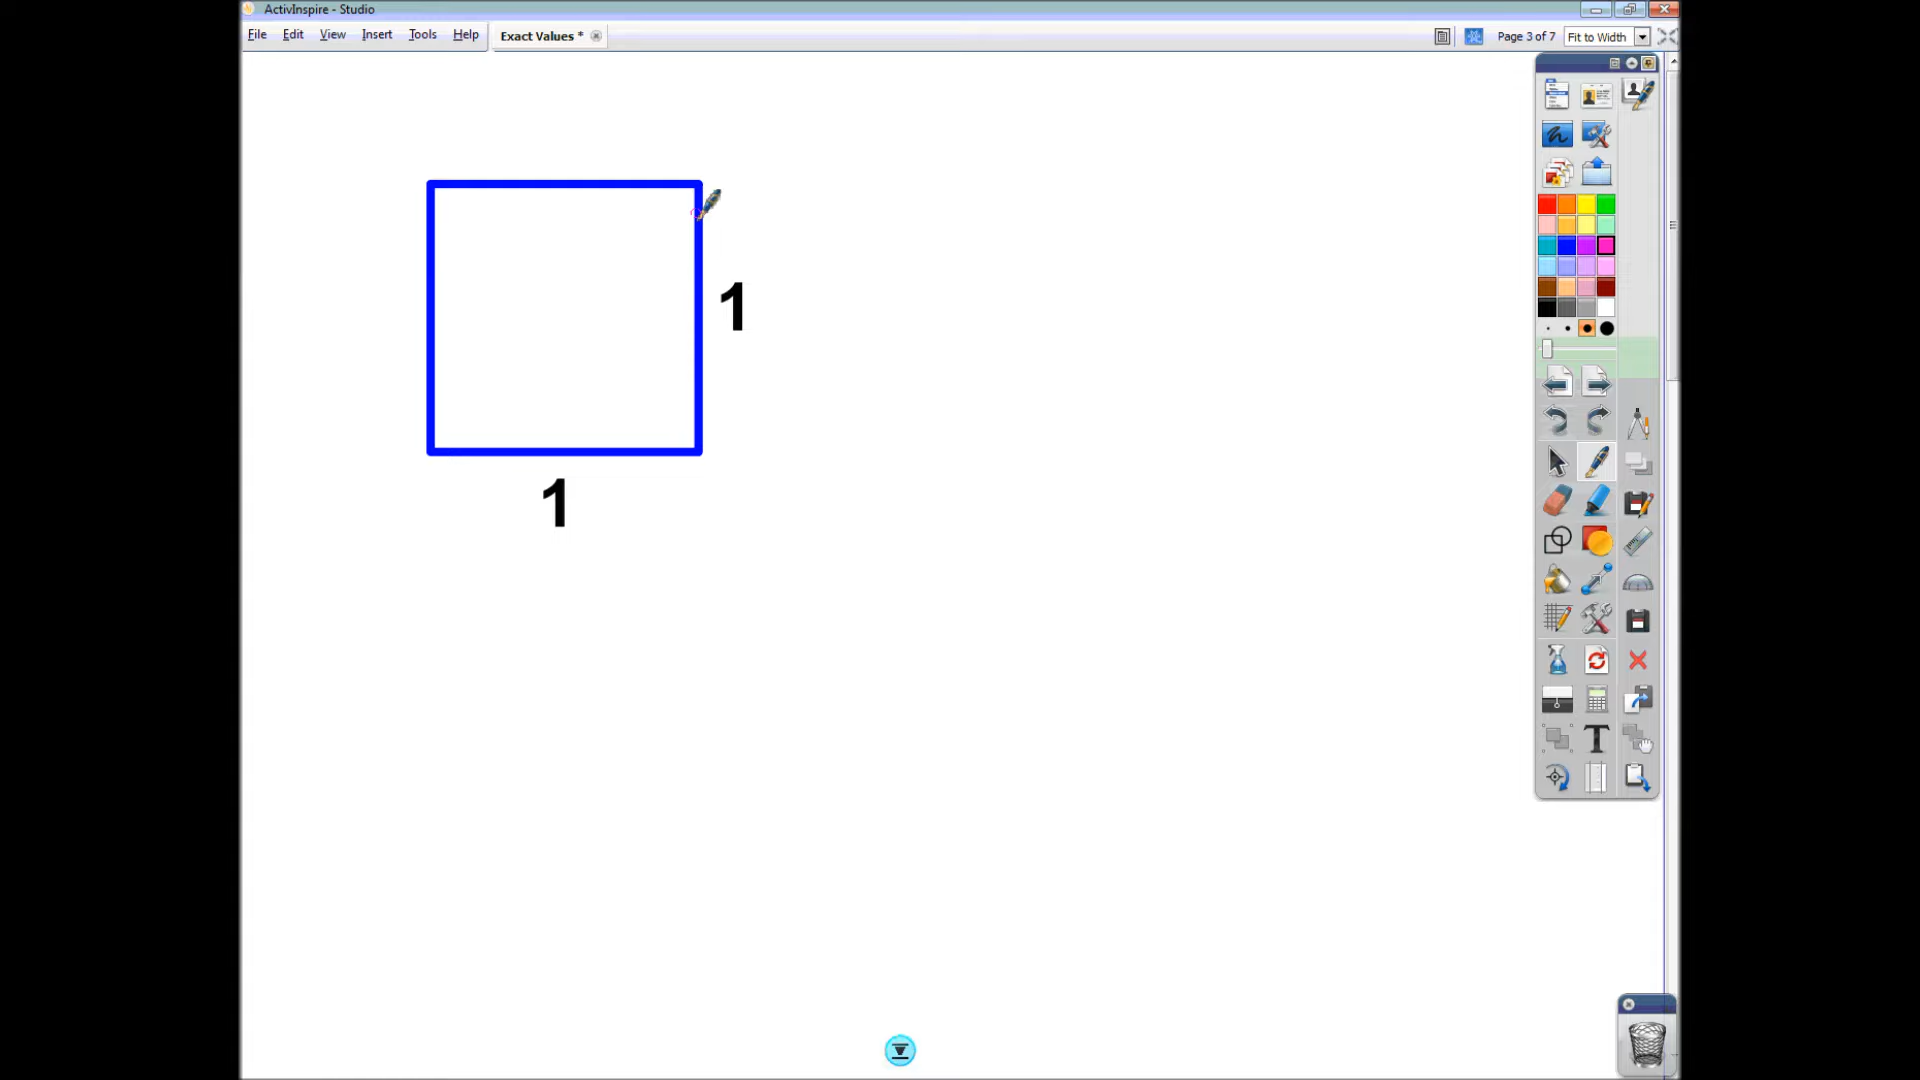 ActivInspire - Studio
File Edit View Insert Tools Help
Exact Values *
Page 3 of 7
Fit to Width
1
1
T